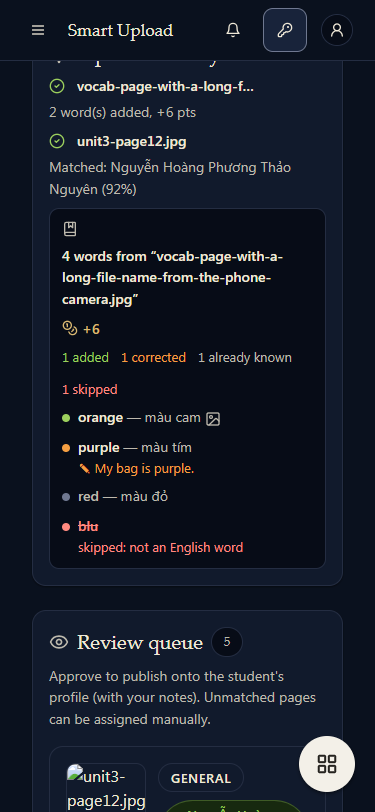 Smart Upload
vocab-page-with-a-long-f...
2 word(s) added, +6 pts
unit3-page12.jpg
Matched: Nguyễn Hoàng Phương Thảo
Nguyên (92%)
4 words from “vocab-page-with-a-
long-file-name-from-the-phone-
camera.jpg”
+6
1 added 1 corrected 1 already known
1 skipped
orange — màu cam
purple — màu tím
My bag is purple.
red — màu đỏ
blu
skipped: not an English word
Review queue 5
Approve to publish onto the student's
profile (with your notes). Unmatched pages
can be assigned manually.
unit3-
page12.jpg
GENERAL